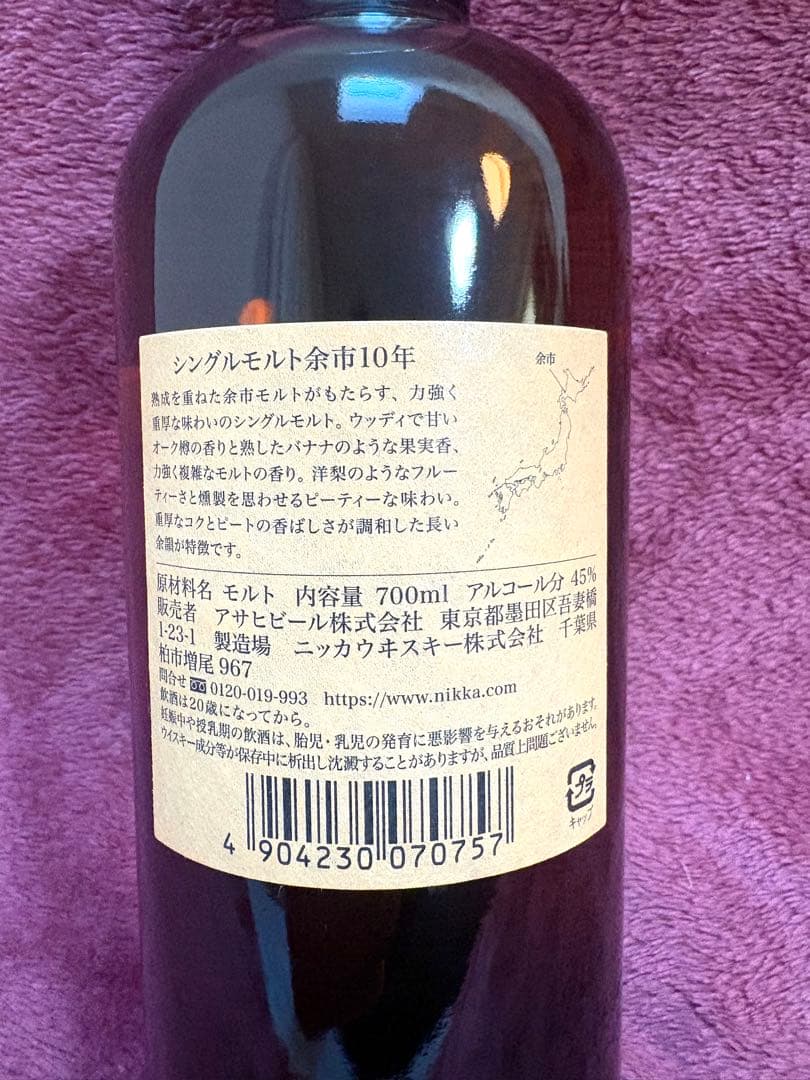 シングルモルト余市10年
余市
熟成を重ねた余市モルトがもたらす、力強く
重厚な味わいのシングルモルト。ウッディで甘い
オーク樽の香りと熟したバナナのような果実香、
力強く複雑なモルトの香り。洋梨のようなフルー
ティーさと燻製を思わせるピーティーな味わい。
重厚なコクとピートの香ばしさが調和した長い
余韻が特徴です。
原材料名 モルト 内容量 700ml アルコール分 45%
販売者 アサヒビール株式会社 東京都墨田区吾妻橋
1-23-1 製造場 ニッカウヰスキー株式会社 千葉県
柏市増尾 967
問合せ 0120-019-993 https://www.nikka.com
飲酒は20歳になってから。
妊娠中や授乳期の飲酒は、胎児・乳児の発育に悪影響を与えるおそれがあります。
ウイスキー成分等が保存中に析出し沈澱することがありますが、品質上問題ございません。
プラ
キャップ
4 904230 070757